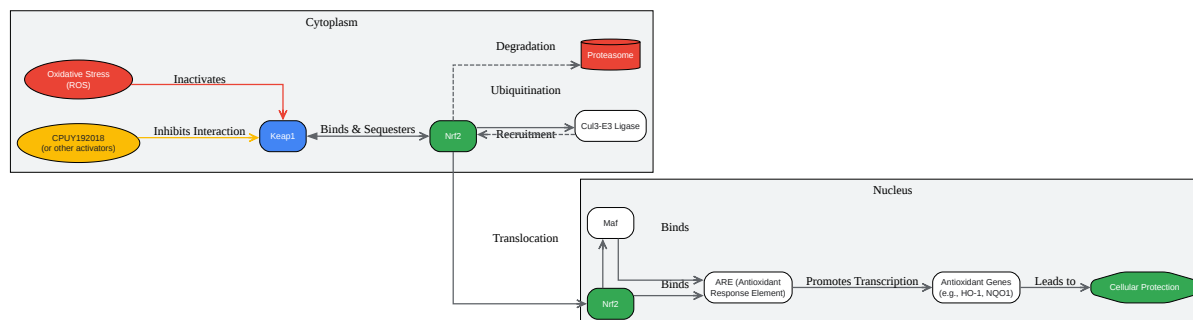 Cytoplasm
Degradation
Proteasome
Oxidative Stress
(ROS)
Inactivates
Ubiquitination
CPUY192018
(or other activators)
Inhibits Interaction
Keap1
Binds & Sequesters
Nrf2
Recruitment
Cul3-E3 Ligase
Nucleus
Translocation
Maf
Binds
Binds
Nrf2
ARE (Antioxidant
Response Element)
Promotes Transcription
Antioxidant Genes
(e.g., HO-1, NQO1)
Leads to
Cellular Protection